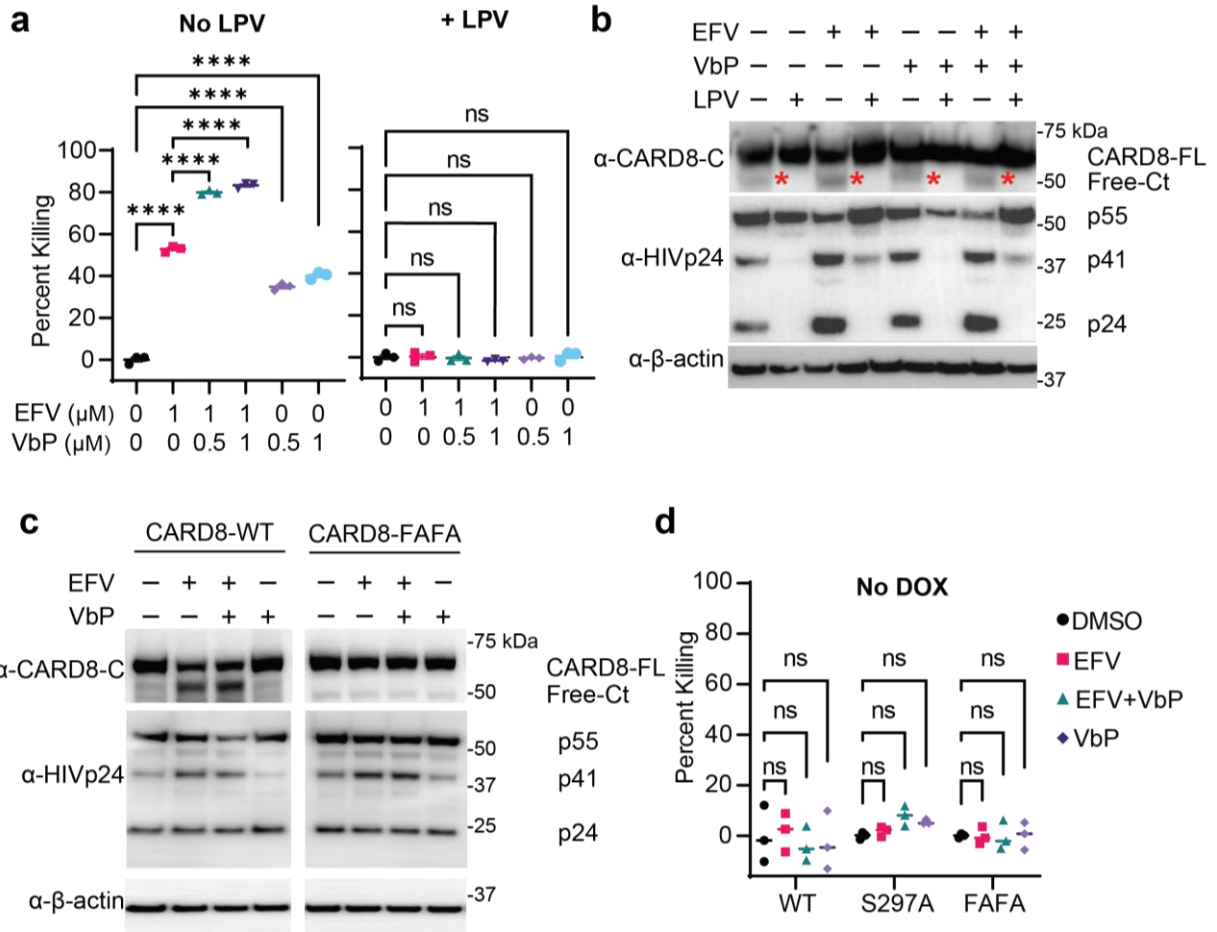 a
No LPV
+ LPV
****
****
****
****
****
ns
ns
ns
ns
ns
Percent Killing
100
80
60
40
20
0
EFV (µM) 0 1 1 1 0 0
VbP (µM) 0 0 0.5 1 0.5 1
0 1 1 1 0 0
0 0 0.5 1 0.5 1
b
EFV − − + + − − + +
VbP − − − − + + + +
LPV − + − + − + − +
-75 kDa
α-CARD8-C
CARD8-FL
* * * *
-50
Free-Ct
-50
p55
α-HIVp24
-37
p41
-25
p24
α-β-actin
-37
c
CARD8-WT
CARD8-FAFA
EFV − + + − − + + −
VbP − − + + − − + +
-75 kDa
α-CARD8-C
CARD8-FL
-50
Free-Ct
p55
-50
α-HIVp24
p41
-37
-25
p24
α-β-actin
-37
d
No DOX
Percent Killing
100
80
60
40
20
0
ns ns ns
ns ns ns
ns ns ns
WT S297A FAFA
DMSO
EFV
EFV+VbP
VbP